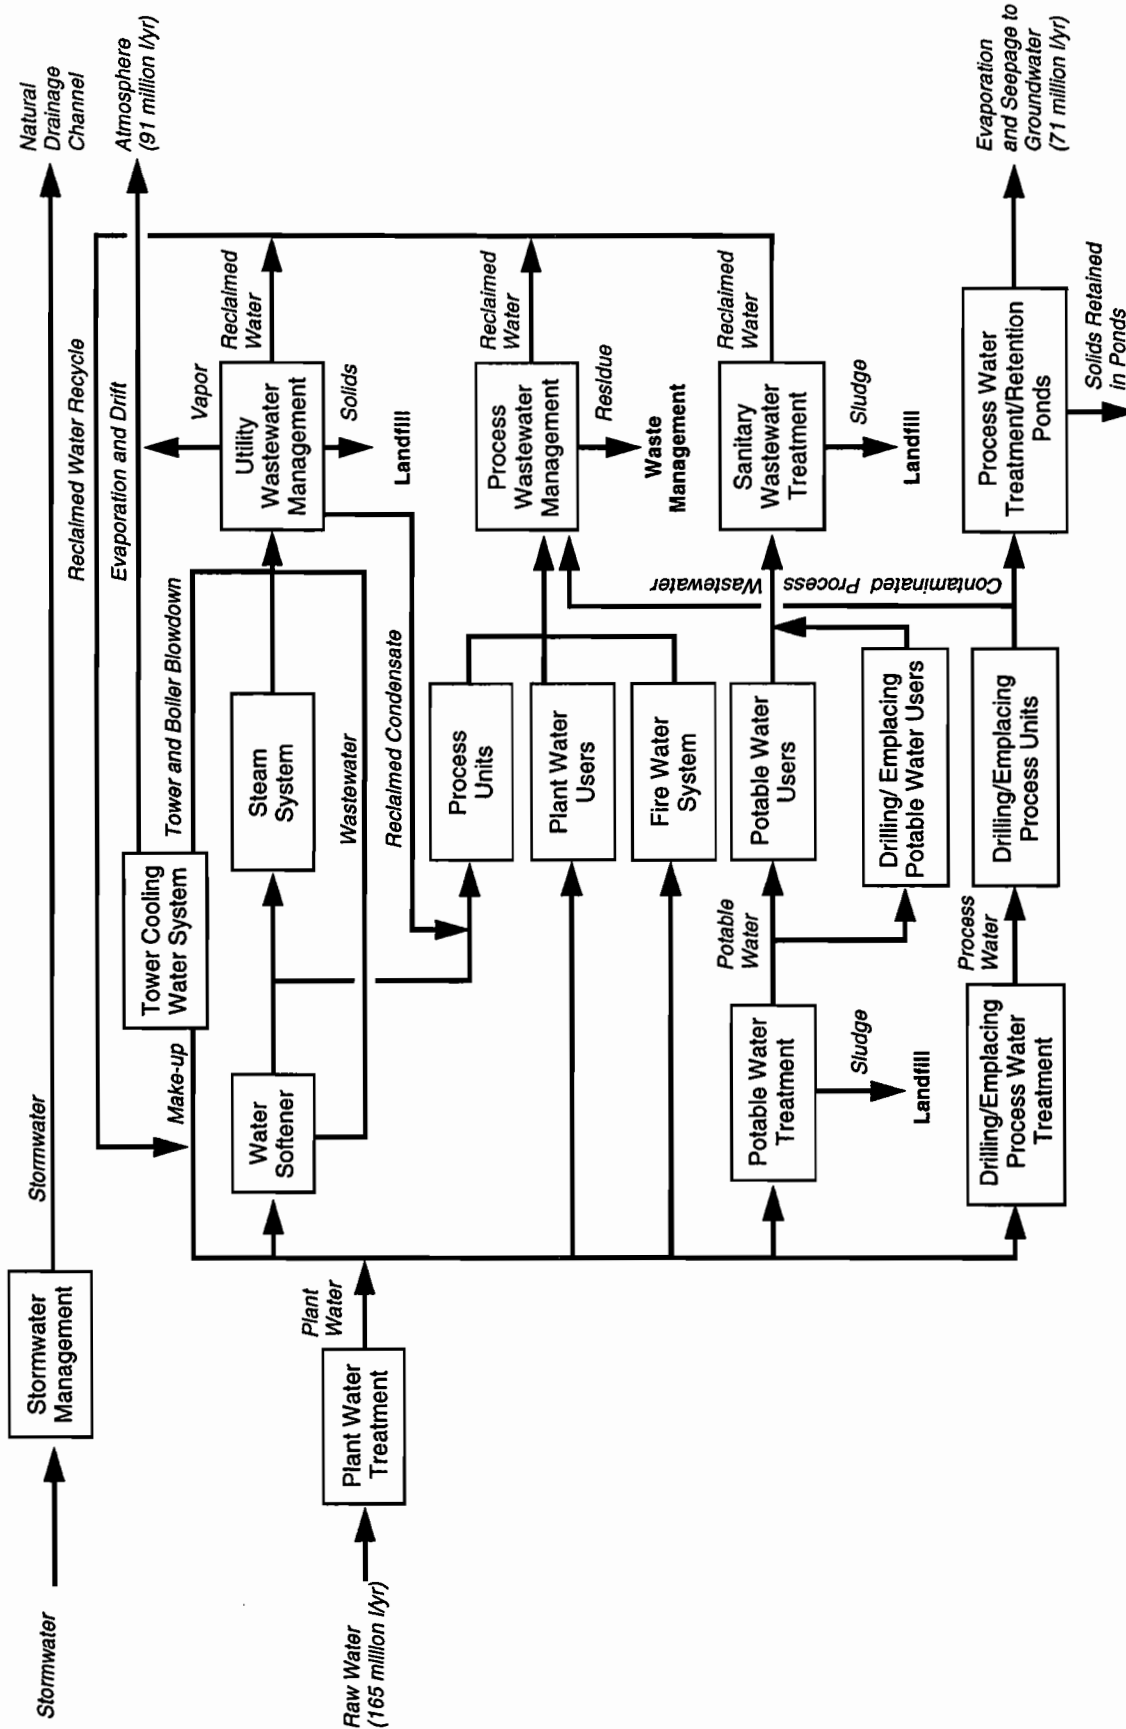 Stormwater
Stormwater
Management
Stormwater
Natural
Drainage
Channel
Reclaimed Water Recycle
Evaporation and Drift
Atmosphere
(91 million l/yr)
Make-up
Tower Cooling
Water System
Tower and Boiler Blowdown
Vapor
Water
Softener
Steam
System
Utility
Wastewater
Management
Reclaimed
Water
Solids
Landfill
Wastewater
Reclaimed Condensate
Raw Water
(165 million l/yr)
Plant Water
Treatment
Plant
Water
Process
Units
Plant Water
Users
Fire Water
System
Process
Wastewater
Management
Reclaimed
Water
Residue
Waste
Management
Potable Water
Treatment
Sludge
Landfill
Potable
Water
Potable Water
Users
Drilling/ Emplacing
Potable Water Users
Contaminated Process Wastewater
Sanitary
Wastewater
Treatment
Reclaimed
Water
Sludge
Landfill
Drilling/Emplacing
Process Water
Treatment
Process
Water
Drilling/Emplacing
Process Units
Process Water
Treatment/Retention
Ponds
Evaporation
and Seepage to
Groundwater
(71 million l/yr)
Solids Retained
in Ponds